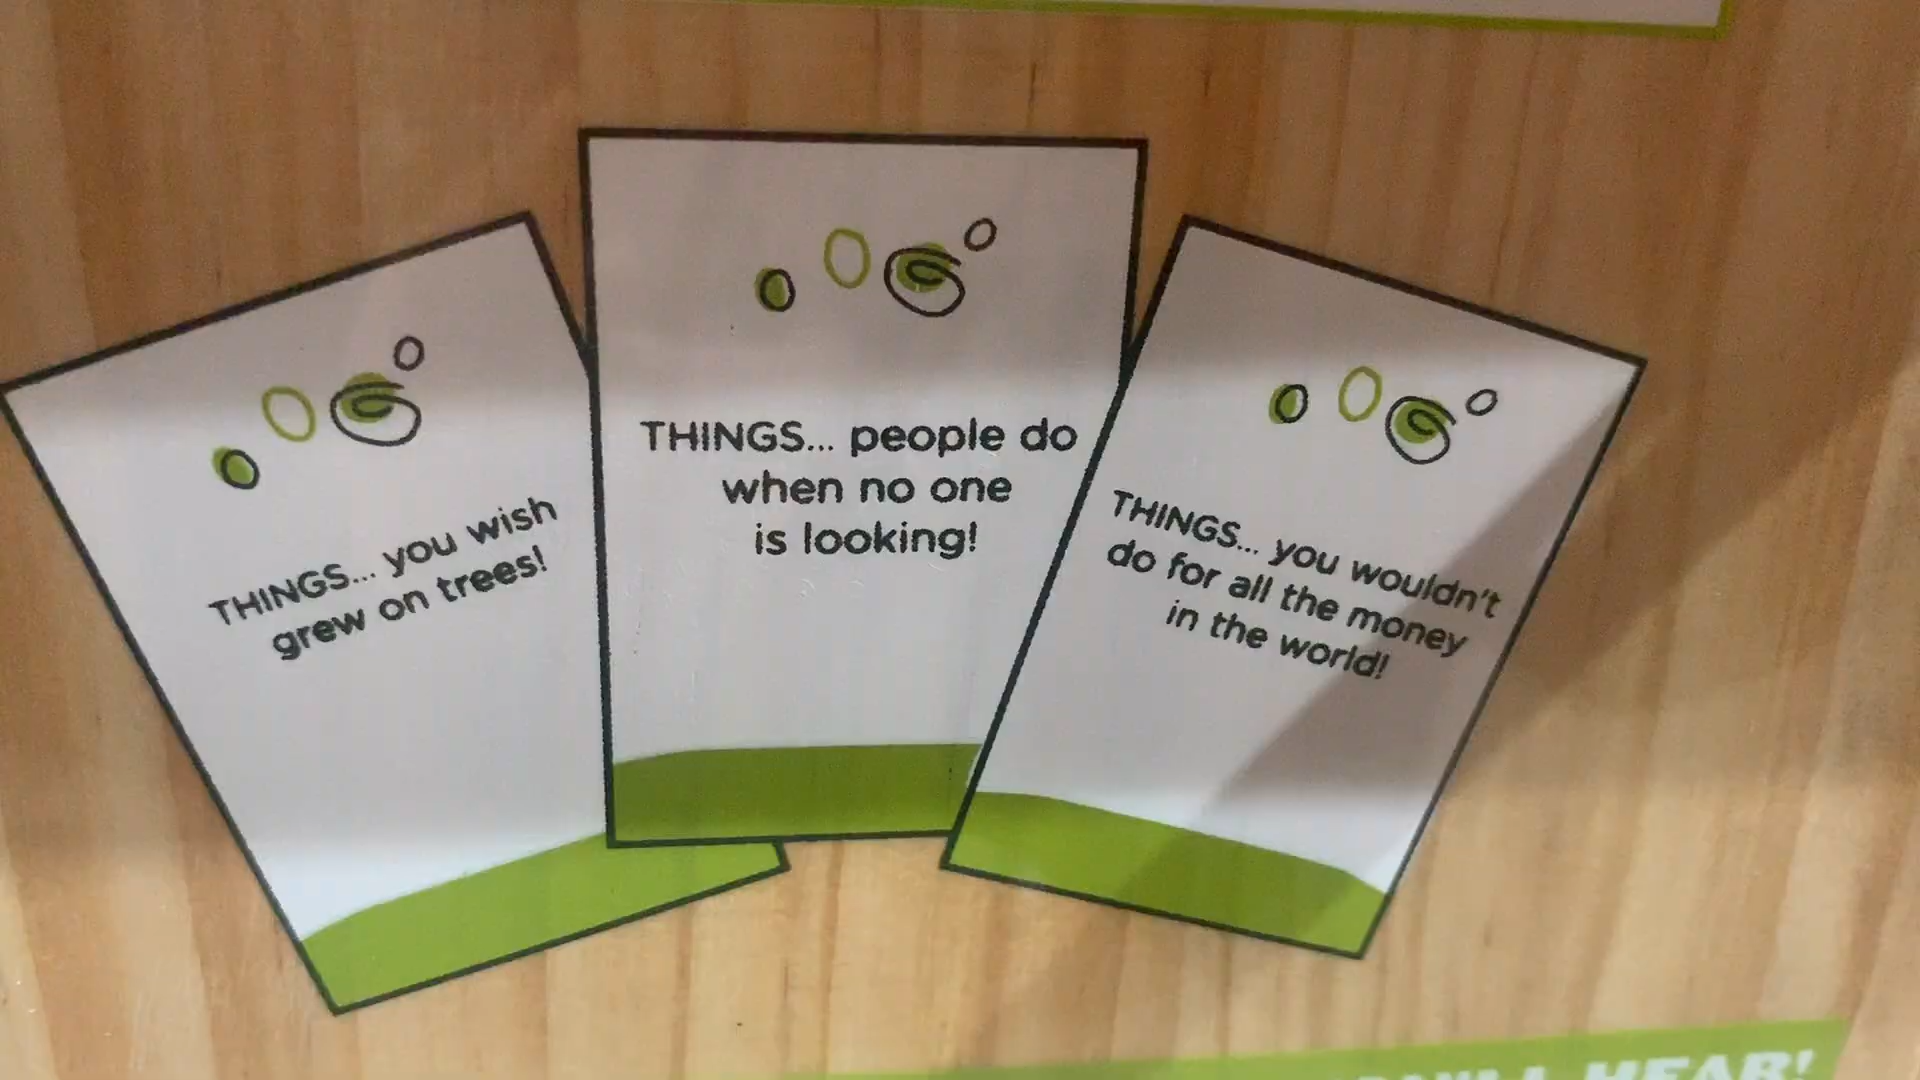 THINGS... you wish
grew on trees!
THINGS... people do
when no one
is looking!
THINGS... you wouldn't
do for all the money
in the world!
HEAR!